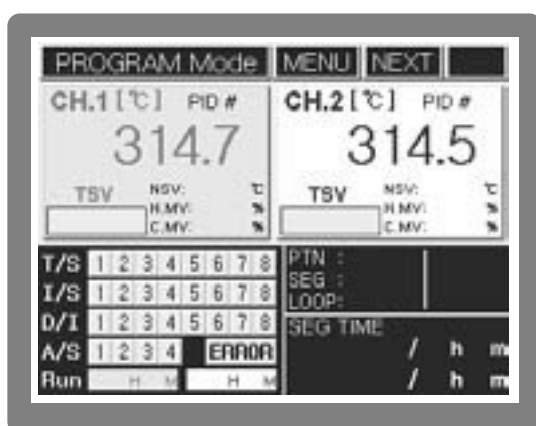 PROGRAM Mode MENU NEXT
CH.1 [℃] PID #
314.7
TSV NSV: ℃
H.MV: %
C.MV: %
CH.2 [℃] PID #
314.5
TSV NSV: ℃
H.MV: %
C.MV: %
T/S 1 2 3 4 5 6 7 8
I/S 1 2 3 4 5 6 7 8
D/I 1 2 3 4 5 6 7 8
A/S 1 2 3 4 ERROR
Run H M H M
PTN :
SEG :
LOOP:
SEG TIME
/ h m
/ h m